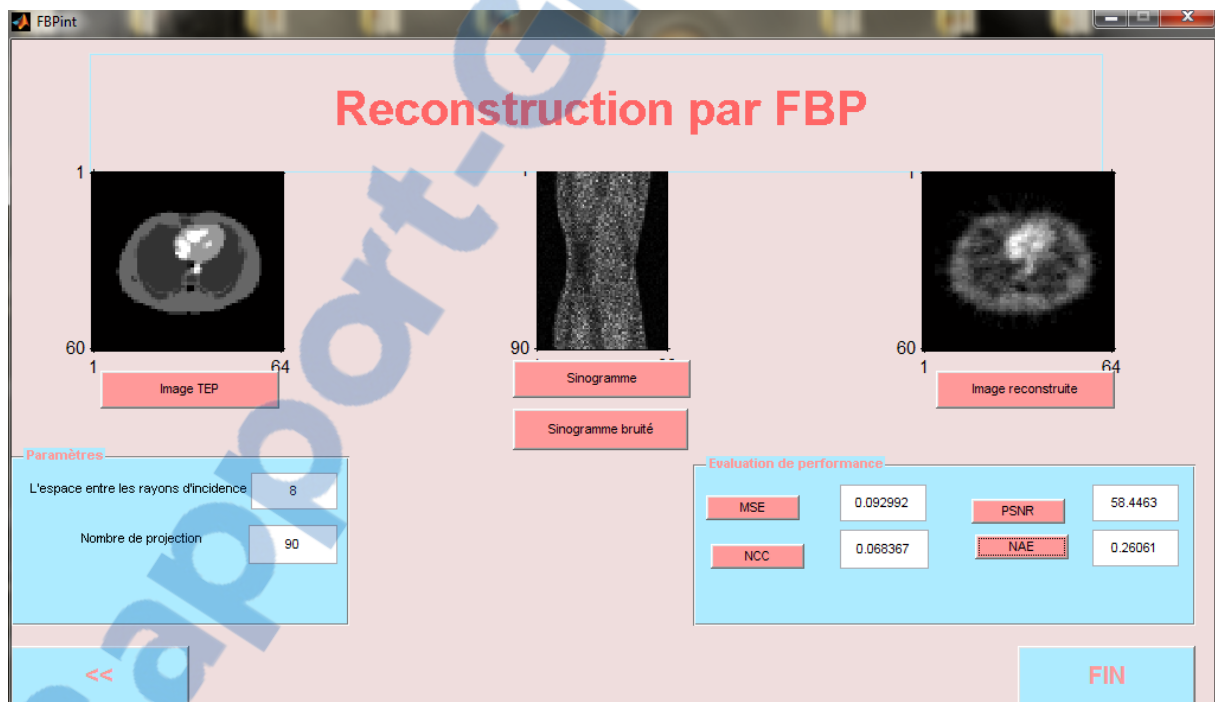 FBPint
Reconstruction par FBP
1
60
1
64
Image TEP
90
Sinogramme
Sinogramme bruité
60
1
64
Image reconstruite
Paramètres
L'espace entre les rayons d'incidence
8
Nombre de projection
90
Evaluation de performance
MSE
0.092992
PSNR
58.4463
NCC
0.068367
NAE
0.26061
<<
FIN